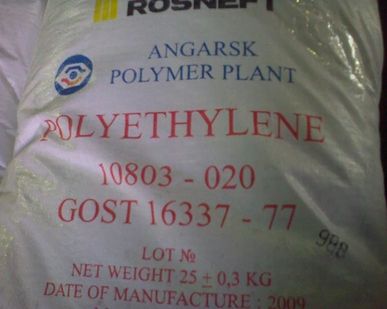 ROSNEFT
ANGARSK
POLYMER PLANT
POLYETHYLENE
10803 - 020
GOST 16337 - 77
988
LOT №
NET WEIGHT 25 ± 0,3 KG
DATE OF MANUFACTURE : 2009